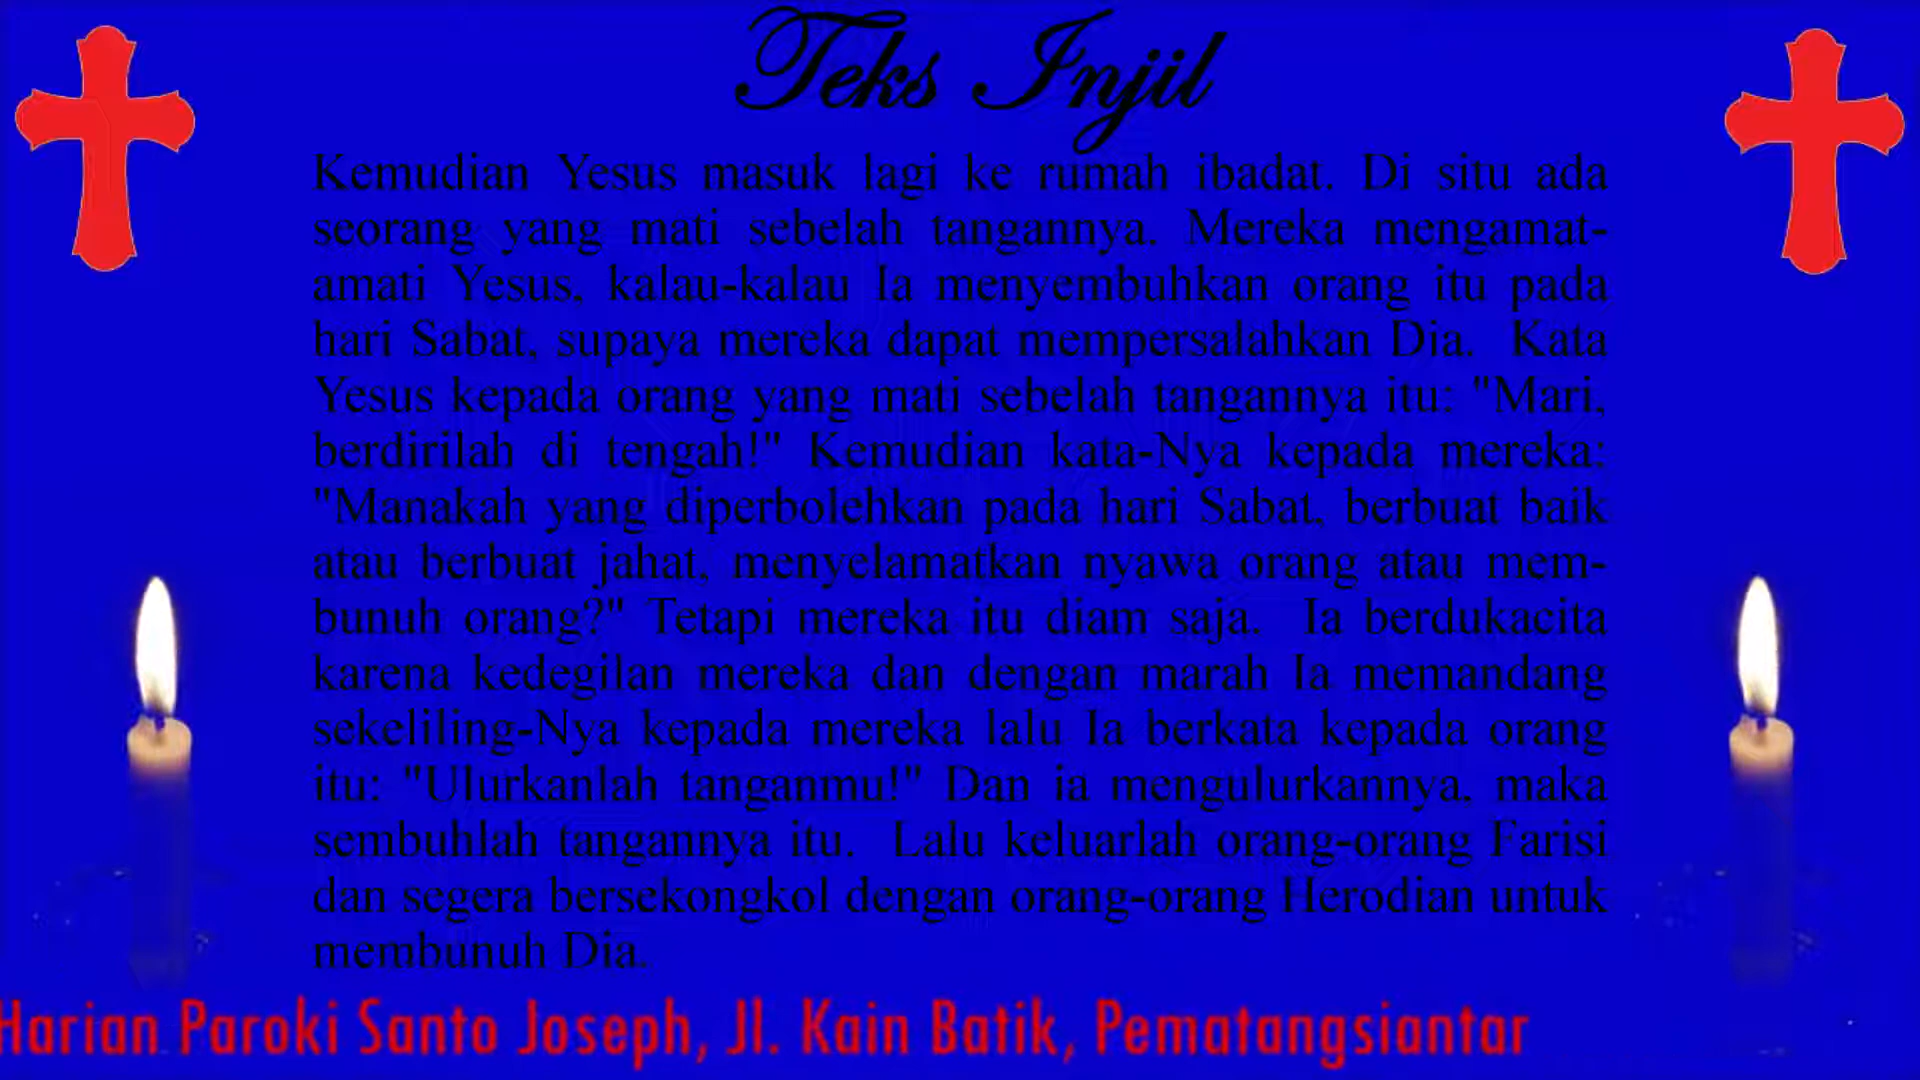 Teks Injil
Kemudian Yesus masuk lagi ke rumah ibadat. Di situ ada
seorang yang mati sebelah tangannya. Mereka mengamat-
amati Yesus, kalau-kalau Ia menyembuhkan orang itu pada
hari Sabat, supaya mereka dapat mempersalahkan Dia. Kata
Yesus kepada orang yang mati sebelah tangannya itu: "Mari,
berdirilah di tengah!" Kemudian kata-Nya kepada mereka:
"Manakah yang diperbolehkan pada hari Sabat, berbuat baik
atau berbuat jahat, menyelamatkan nyawa orang atau mem-
bunuh orang?" Tetapi mereka itu diam saja. Ia berdukacita
karena kedegilan mereka dan dengan marah Ia memandang
sekeliling-Nya kepada mereka lalu Ia berkata kepada orang
itu: "Ulurkanlah tanganmu!" Dan ia mengulurkannya, maka
sembuhlah tangannya itu. Lalu keluarlah orang-orang Farisi
dan segera bersekongkol dengan orang-orang Herodian untuk
membunuh Dia.
Harian Paroki Santo Joseph, Jl. Kain Batik, Pematangsiantar